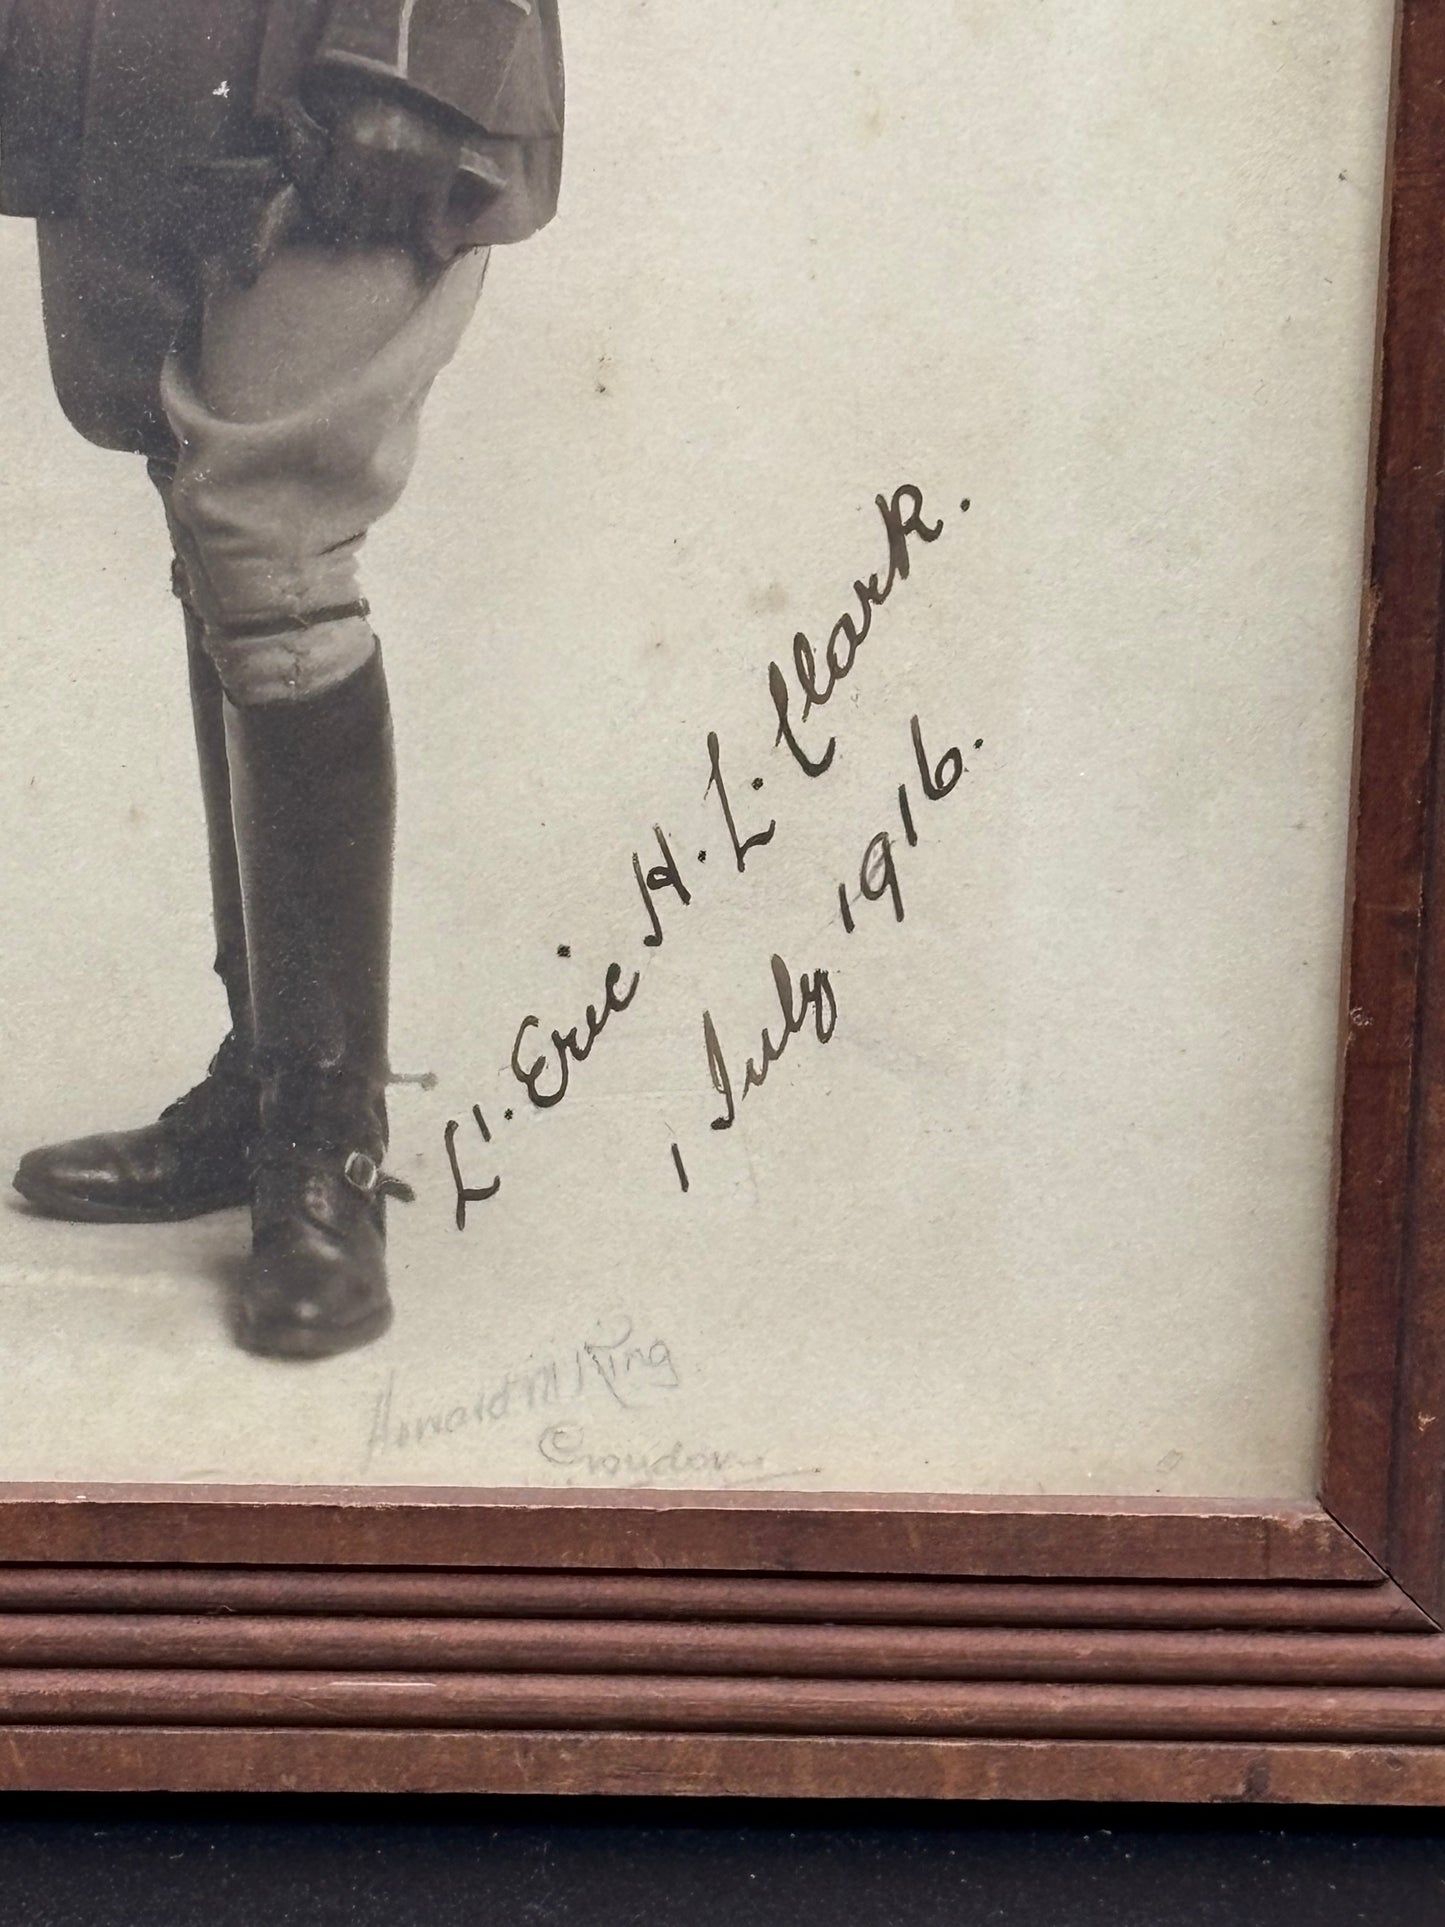 Lt. Eric H. L. Clark.
1 July 1916.
Howard M King
Croydon